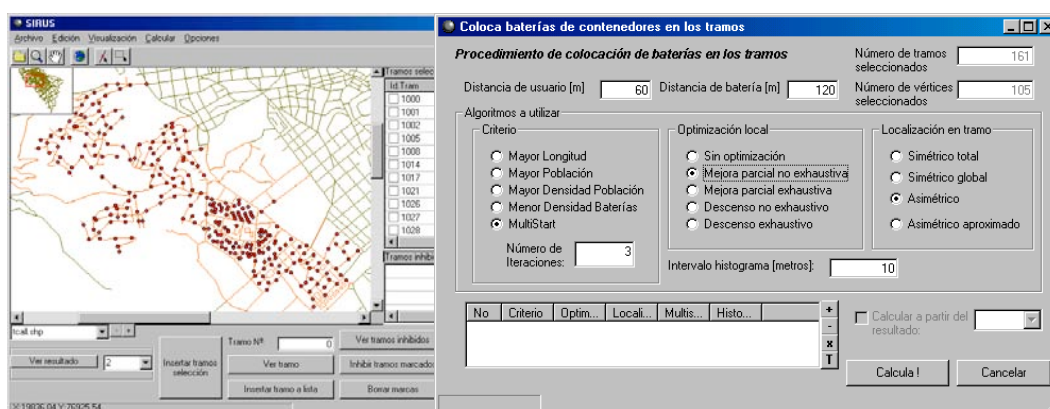 SIRUS
Archivo Edición Visualización Calcular Opciones
Tramos selec
Id.Tram
1000
1001
1002
1005
1008
1014
1017
1021
1026
1027
1028
Tramos inhibi
tcall.shp
Ver resultado 2
Insertar tramos selección
Tramo Nº 0
Ver tramo
Insertar tramo a lista
Ver tramos inhibidos
Inhibir tramos marcados
Borrar marcas
X:19836.04 Y:76925.54
Coloca baterías de contenedores en los tramos
Procedimiento de colocación de baterías en los tramos
Número de tramos seleccionados 161
Distancia de usuario [m] 60 Distancia de batería [m] 120
Número de vértices seleccionados 105
Algoritmos a utilizar
Criterio
Mayor Longitud
Mayor Población
Mayor Densidad Población
Menor Densidad Baterías
MultiStart
Número de Iteraciones: 3
Optimización local
Sin optimización
Mejora parcial no exhaustiva
Mejora parcial exhaustiva
Descenso no exhaustivo
Descenso exhaustivo
Localización en tramo
Simétrico total
Simétrico global
Asimétrico
Asimétrico aproximado
Intervalo histograma [metros]: 10
No Criterio Optim... Locali... Multis... Histo...
+
-
x
T
Calcular a partir del resultado:
Calcula !
Cancelar